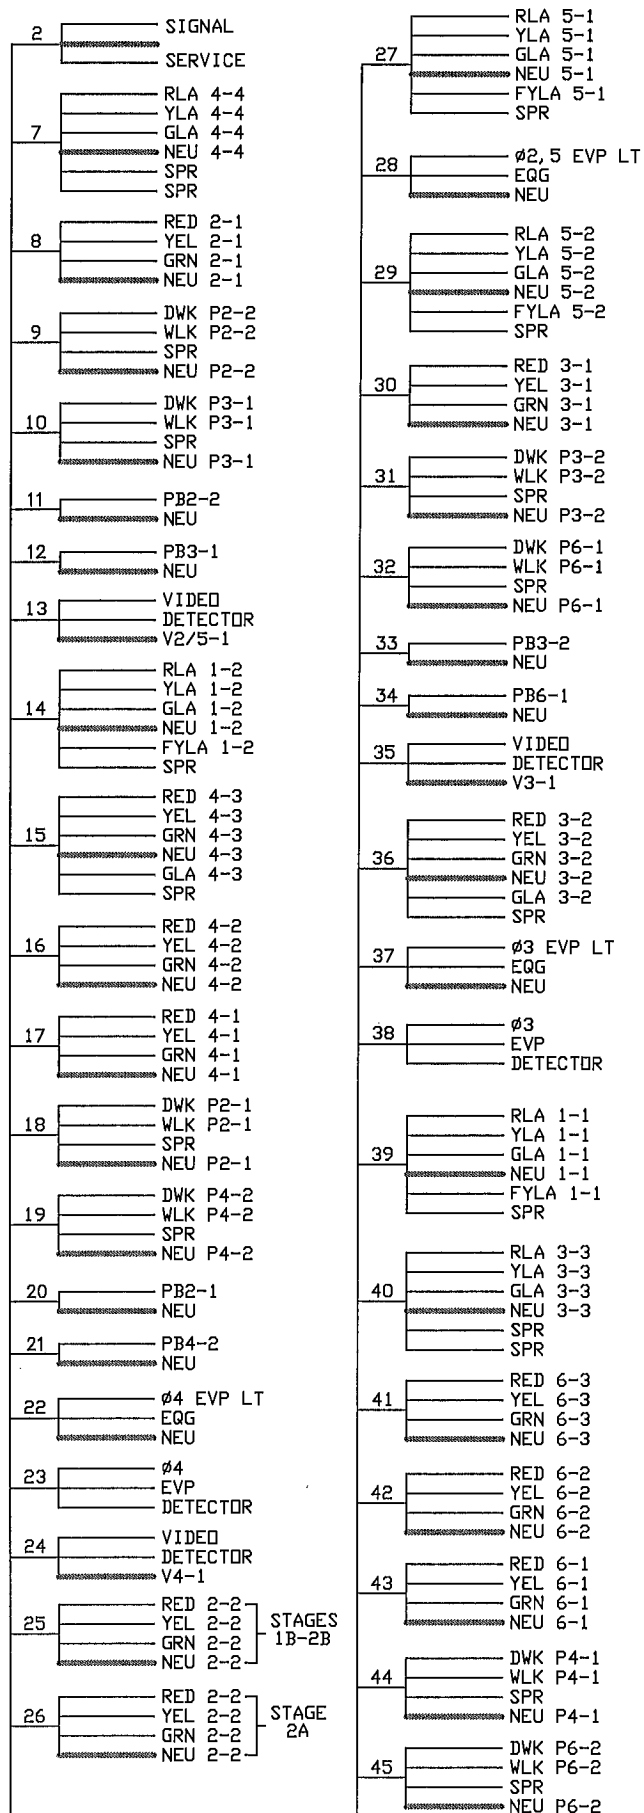 2
SIGNAL
SERVICE
7
RLA 4-4
YLA 4-4
GLA 4-4
NEU 4-4
SPR
SPR
8
RED 2-1
YEL 2-1
GRN 2-1
NEU 2-1
9
DWK P2-2
WLK P2-2
SPR
NEU P2-2
10
DWK P3-1
WLK P3-1
SPR
NEU P3-1
11
PB2-2
NEU
12
PB3-1
NEU
13
VIDEO
DETECTOR
V2/5-1
14
RLA 1-2
YLA 1-2
GLA 1-2
NEU 1-2
FYLA 1-2
SPR
15
RED 4-3
YEL 4-3
GRN 4-3
NEU 4-3
GLA 4-3
SPR
16
RED 4-2
YEL 4-2
GRN 4-2
NEU 4-2
17
RED 4-1
YEL 4-1
GRN 4-1
NEU 4-1
18
DWK P2-1
WLK P2-1
SPR
NEU P2-1
19
DWK P4-2
WLK P4-2
SPR
NEU P4-2
20
PB2-1
NEU
21
PB4-2
NEU
22
Ø4 EVP LT
EQG
NEU
23
Ø4
EVP
DETECTOR
24
VIDEO
DETECTOR
V4-1
25
RED 2-2
YEL 2-2
GRN 2-2
NEU 2-2
STAGES
1B-2B
26
RED 2-2
YEL 2-2
GRN 2-2
NEU 2-2
STAGE
2A
27
RLA 5-1
YLA 5-1
GLA 5-1
NEU 5-1
FYLA 5-1
SPR
28
Ø2,5 EVP LT
EQG
NEU
29
RLA 5-2
YLA 5-2
GLA 5-2
NEU 5-2
FYLA 5-2
SPR
30
RED 3-1
YEL 3-1
GRN 3-1
NEU 3-1
31
DWK P3-2
WLK P3-2
SPR
NEU P3-2
32
DWK P6-1
WLK P6-1
SPR
NEU P6-1
33
PB3-2
NEU
34
PB6-1
NEU
35
VIDEO
DETECTOR
V3-1
36
RED 3-2
YEL 3-2
GRN 3-2
NEU 3-2
GLA 3-2
SPR
37
Ø3 EVP LT
EQG
NEU
38
Ø3
EVP
DETECTOR
39
RLA 1-1
YLA 1-1
GLA 1-1
NEU 1-1
FYLA 1-1
SPR
40
RLA 3-3
YLA 3-3
GLA 3-3
NEU 3-3
SPR
SPR
41
RED 6-3
YEL 6-3
GRN 6-3
NEU 6-3
42
RED 6-2
YEL 6-2
GRN 6-2
NEU 6-2
43
RED 6-1
YEL 6-1
GRN 6-1
NEU 6-1
44
DWK P4-1
WLK P4-1
SPR
NEU P4-1
45
DWK P6-2
WLK P6-2
SPR
NEU P6-2